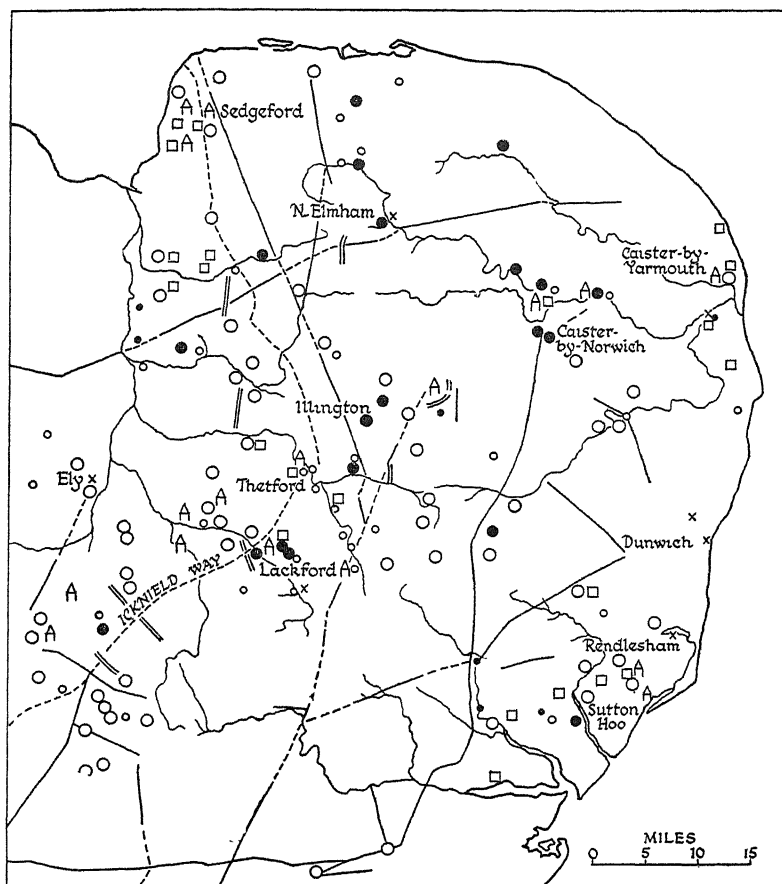 A A Sedgeford
A
N. Elmham
Caister-by-
Yarmouth
A
A
A
Caister-
by-Norwich
A
Illington
A
Ely
Thetford
A
A
A
Dunwich
A
Lackford A
ICKNIELD WAY
A
A
Rendlesham
A
A
Sutton
Hoo
MILES
0 5 10 15